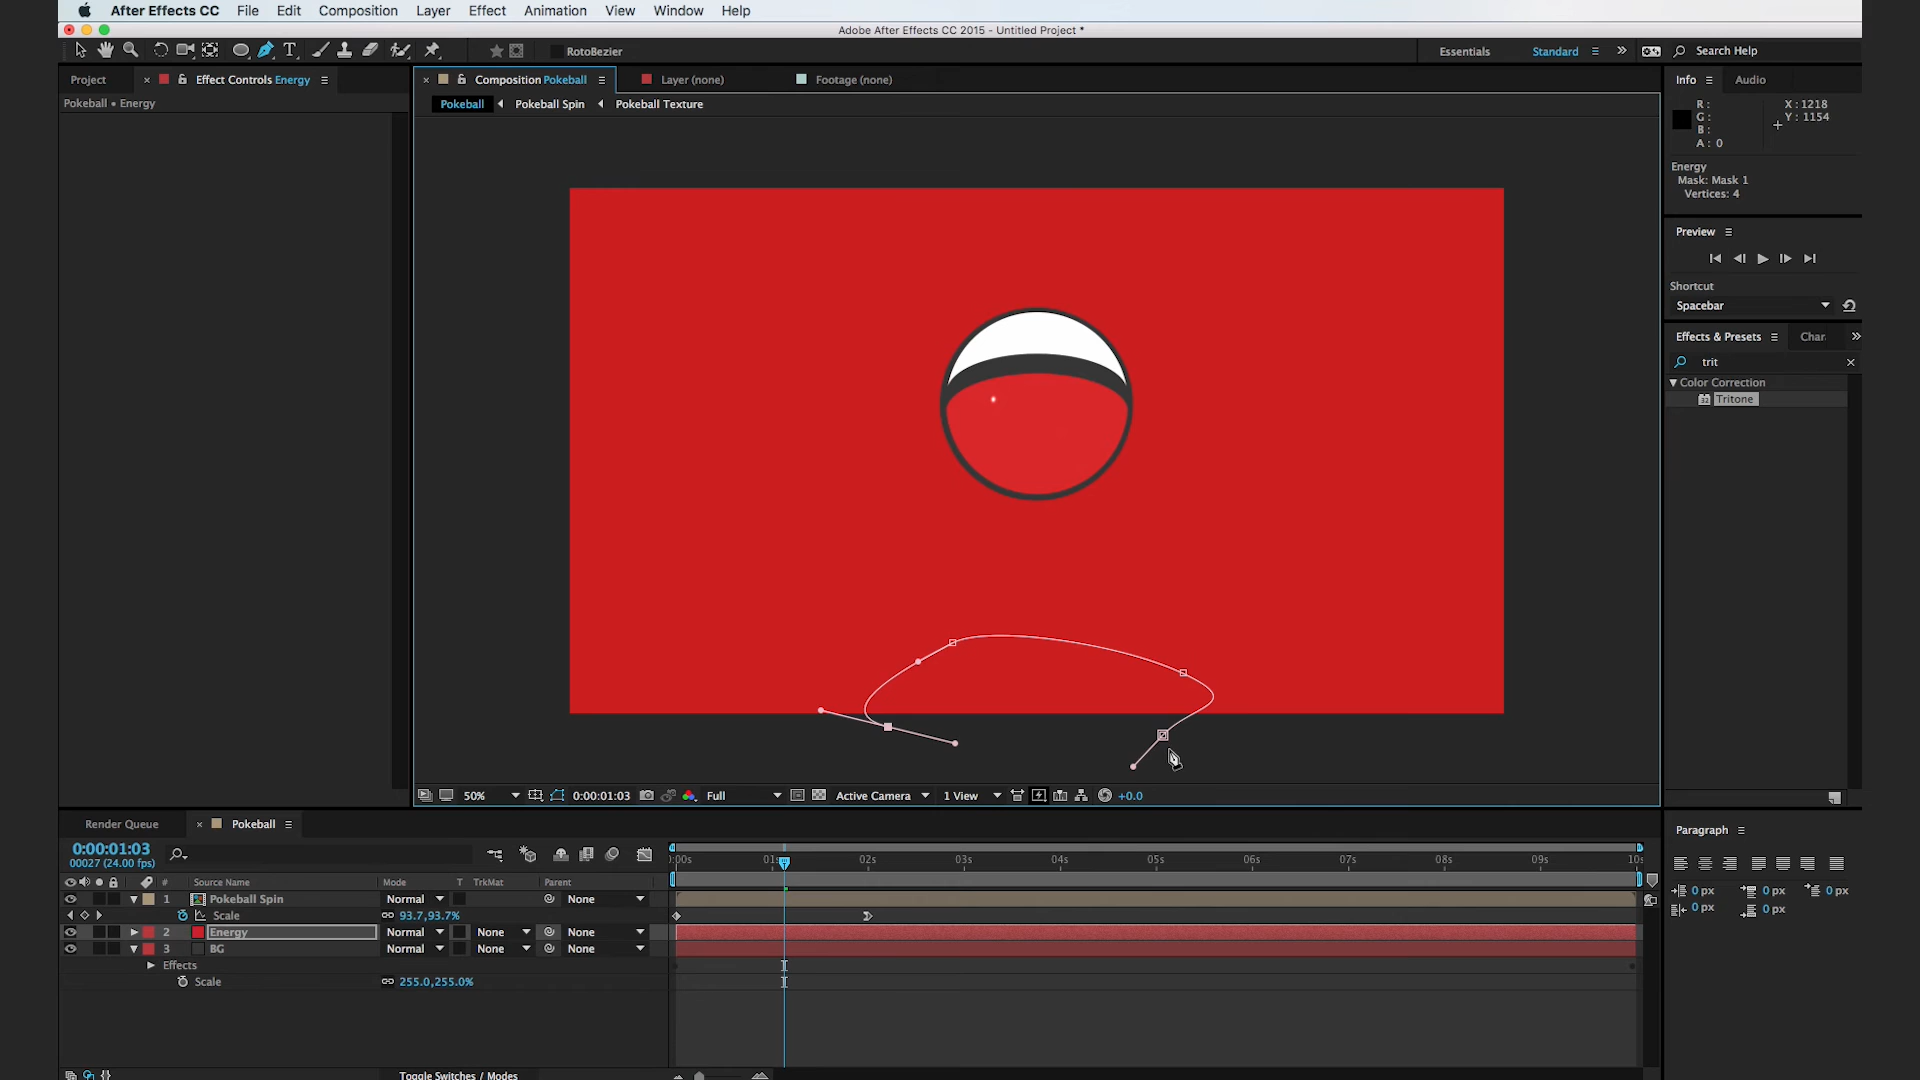 After Effects CC File Edit Composition Layer Effect Animation View Window Help
Adobe After Effects CC 2015 - Untitled Project *
RotoBezier Essentials Standard Search Help
Project × Effect Controls Energy
Pokeball • Energy
× Composition Pokeball Layer (none) Footage (none)
Pokeball Pokeball Spin Pokeball Texture
Info Audio
R :
G :
B :
A : 0
X : 1218
Y : 1154
Energy
Mask: Mask 1
Vertices: 4
Preview
Shortcut
Spacebar
Effects & Presets Char
trit
Color Correction
32
Tritone
50% 0:00:01:03 Full Active Camera 1 View +0.0
Render Queue × Pokeball
0:00:01:03
00027 (24.00 fps)
:00s 01s 02s 03s 04s 05s 06s 07s 08s 09s 10s
# Source Name Mode T TrkMat Parent
1 Pokeball Spin Normal None
Scale 93.7,93.7%
2 Energy Normal None None
3 BG Normal None None
Effects
Scale 255.0,255.0%
Toggle Switches / Modes
Paragraph
0 px 0 px 0 px
0 px 0 px